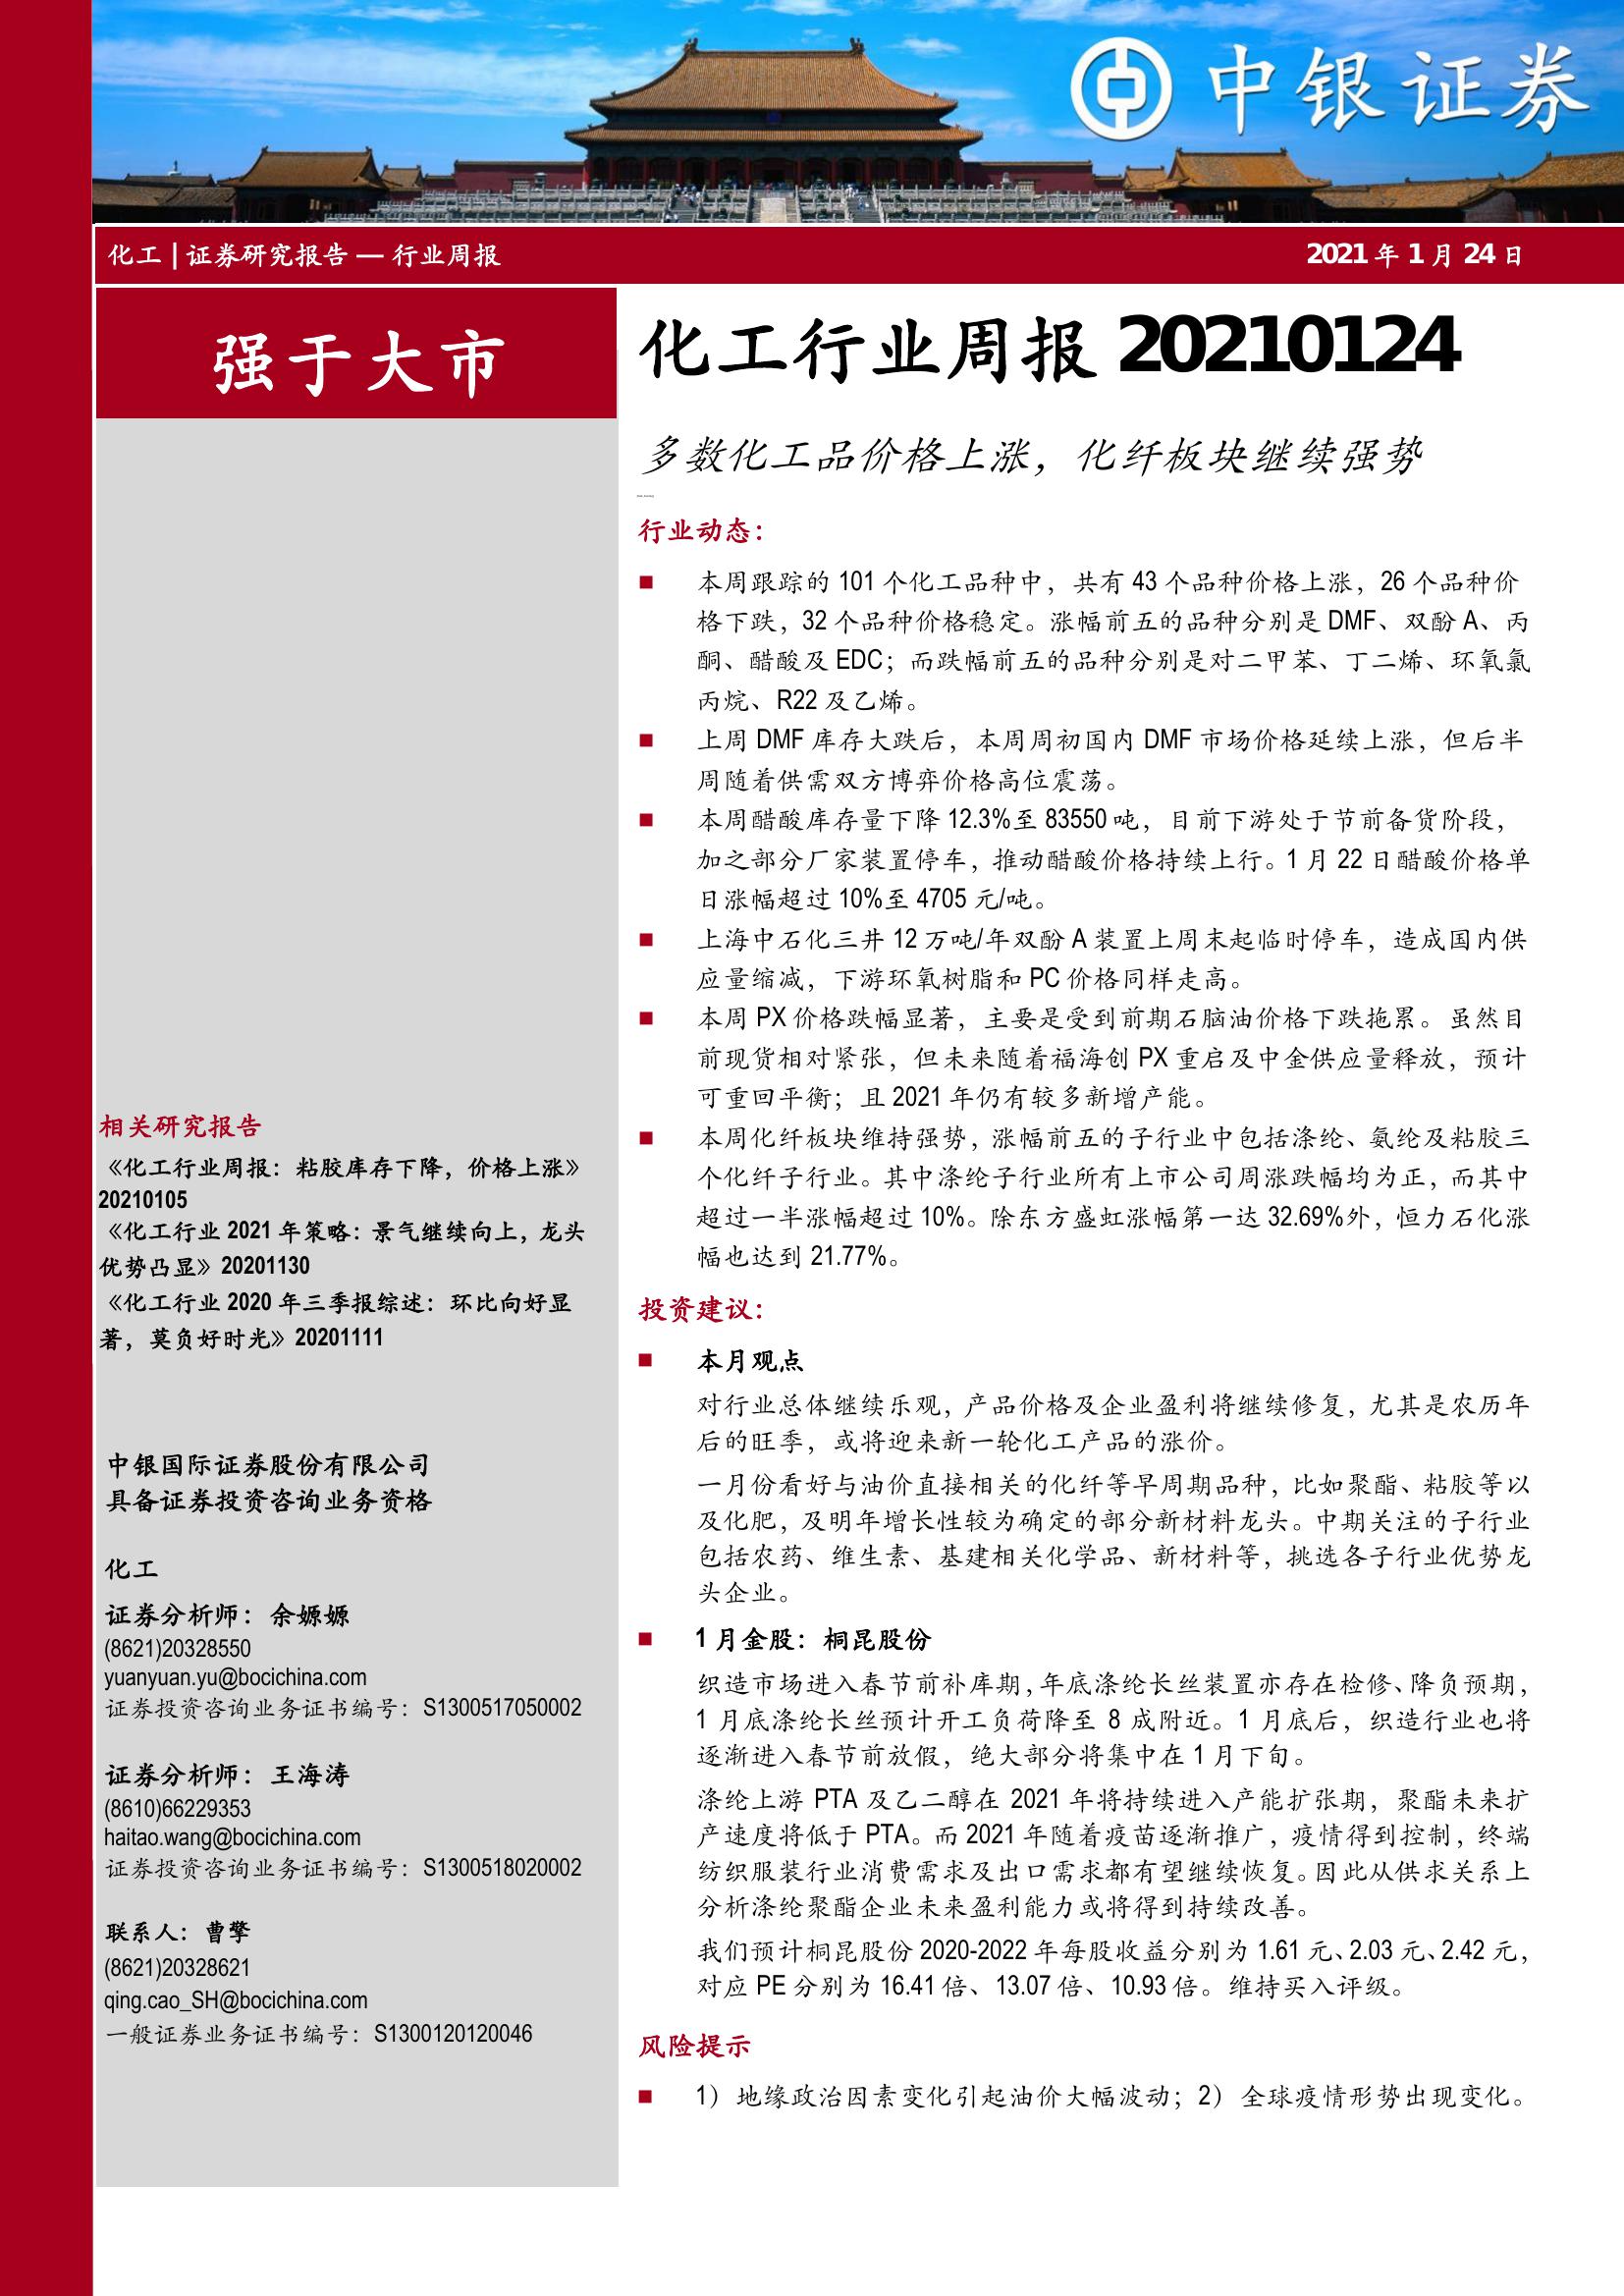 中银证券
化工 | 证券研究报告 — 行业周报
2021 年 1 月 24 日
强于大市
化工行业周报 20210124
多数化工品价格上涨，化纤板块继续强势
行业动态：
■ 本周跟踪的 101 个化工品种中，共有 43 个品种价格上涨，26 个品种价
格下跌，32 个品种价格稳定。涨幅前五的品种分别是 DMF、双酚 A、丙
酮、醋酸及 EDC；而跌幅前五的品种分别是对二甲苯、丁二烯、环氧氯
丙烷、R22 及乙烯。
■ 上周 DMF 库存大跌后，本周周初国内 DMF 市场价格延续上涨，但后半
周随着供需双方博弈价格高位震荡。
■ 本周醋酸库存量下降 12.3%至 83550 吨，目前下游处于节前备货阶段，
加之部分厂家装置停车，推动醋酸价格持续上行。1 月 22 日醋酸价格单
日涨幅超过 10%至 4705 元/吨。
■ 上海中石化三井 12 万吨/年双酚 A 装置上周末起临时停车，造成国内供
应量缩减，下游环氧树脂和 PC 价格同样走高。
■ 本周 PX 价格跌幅显著，主要是受到前期石脑油价格下跌拖累。虽然目
前现货相对紧张，但未来随着福海创 PX 重启及中金供应量释放，预计
可重回平衡；且 2021 年仍有较多新增产能。
■ 本周化纤板块维持强势，涨幅前五的子行业中包括涤纶、氨纶及粘胶三
个化纤子行业。其中涤纶子行业所有上市公司周涨跌幅均为正，而其中
超过一半涨幅超过 10%。除东方盛虹涨幅第一达 32.69%外，恒力石化涨
幅也达到 21.77%。
投资建议：
■ 本月观点
对行业总体继续乐观，产品价格及企业盈利将继续修复，尤其是农历年
后的旺季，或将迎来新一轮化工产品的涨价。
一月份看好与油价直接相关的化纤等早周期品种，比如聚酯、粘胶等以
及化肥，及明年增长性较为确定的部分新材料龙头。中期关注的子行业
包括农药、维生素、基建相关化学品、新材料等，挑选各子行业优势龙
头企业。
■ 1 月金股：桐昆股份
织造市场进入春节前补库期，年底涤纶长丝装置亦存在检修、降负预期，
1 月底涤纶长丝预计开工负荷降至 8 成附近。1 月底后，织造行业也将
逐渐进入春节前放假，绝大部分将集中在 1 月下旬。
涤纶上游 PTA 及乙二醇在 2021 年将持续进入产能扩张期，聚酯未来扩
产速度将低于 PTA。而 2021 年随着疫苗逐渐推广，疫情得到控制，终端
纺织服装行业消费需求及出口需求都有望继续恢复。因此从供求关系上
分析涤纶聚酯企业未来盈利能力或将得到持续改善。
我们预计桐昆股份 2020-2022 年每股收益分别为 1.61 元、2.03 元、2.42 元，
对应 PE 分别为 16.41 倍、13.07 倍、10.93 倍。维持买入评级。
风险提示
■ 1）地缘政治因素变化引起油价大幅波动；2）全球疫情形势出现变化。
相关研究报告
《化工行业周报：粘胶库存下降，价格上涨》
20210105
《化工行业 2021 年策略：景气继续向上，龙头
优势凸显》20201130
《化工行业 2020 年三季报综述：环比向好显
著，莫负好时光》20201111
中银国际证券股份有限公司
具备证券投资咨询业务资格
化工
证券分析师：余嫄嫄
(8621)20328550
yuanyuan.yu@bocichina.com
证券投资咨询业务证书编号：S1300517050002
证券分析师：王海涛
(8610)66229353
haitao.wang@bocichina.com
证券投资咨询业务证书编号：S1300518020002
联系人：曹擎
(8621)20328621
qing.cao_SH@bocichina.com
一般证券业务证书编号：S1300120120046